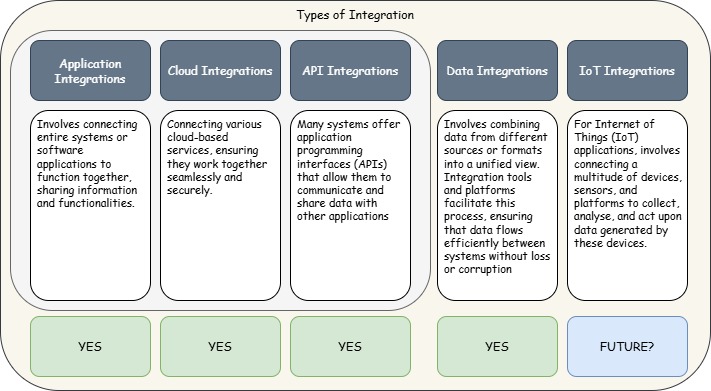 Types of Integration
Application
Integrations
Cloud Integrations
API Integrations
Data Integrations
IoT Integrations
Involves connecting
entire systems or
software
applications to
function together,
sharing information
and functionalities.
Connecting various
cloud-based
services, ensuring
they work together
seamlessly and
securely.
Many systems offer
application
programming
interfaces (APIs)
that allow them to
communicate and
share data with
other applications
Involves combining
data from different
sources or formats
into a unified view.
Integration tools
and platforms
facilitate this
process, ensuring
that data flows
efficiently between
systems without loss
or corruption
For Internet of
Things (IoT)
applications, involves
connecting a
multitude of devices,
sensors, and
platforms to collect,
analyse, and act upon
data generated by
these devices.
YES
YES
YES
YES
FUTURE?